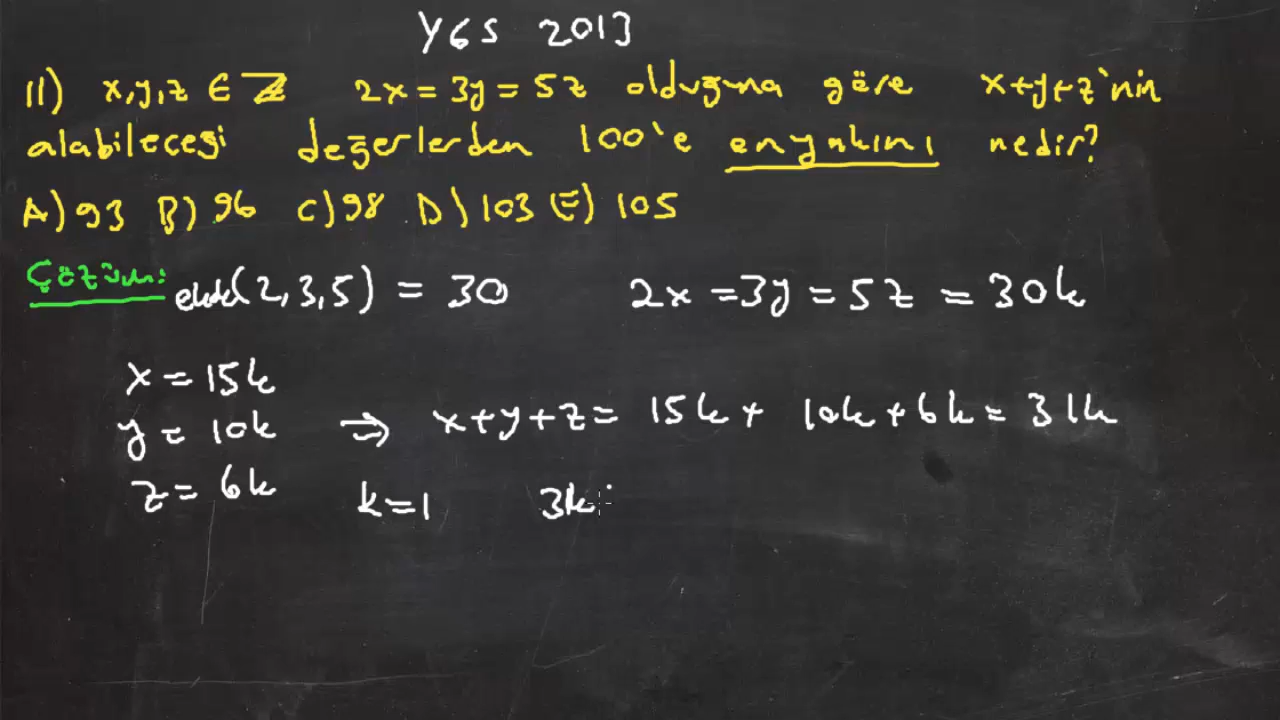 YGS 2013
11) x,y,z ∈ Z 2x = 3y = 5z olduğuna göre x+y+z'nin
alabileceği değerlerden 100'e en yakını nedir?
A) 93 B) 96 C) 98 D) 103 E) 105
Çözüm:
ekok(2,3,5) = 30 2x = 3y = 5z = 30k
x = 15k
y = 10k ⇒ x+y+z = 15k + 10k + 6k = 31k
z = 6k k=1 3k